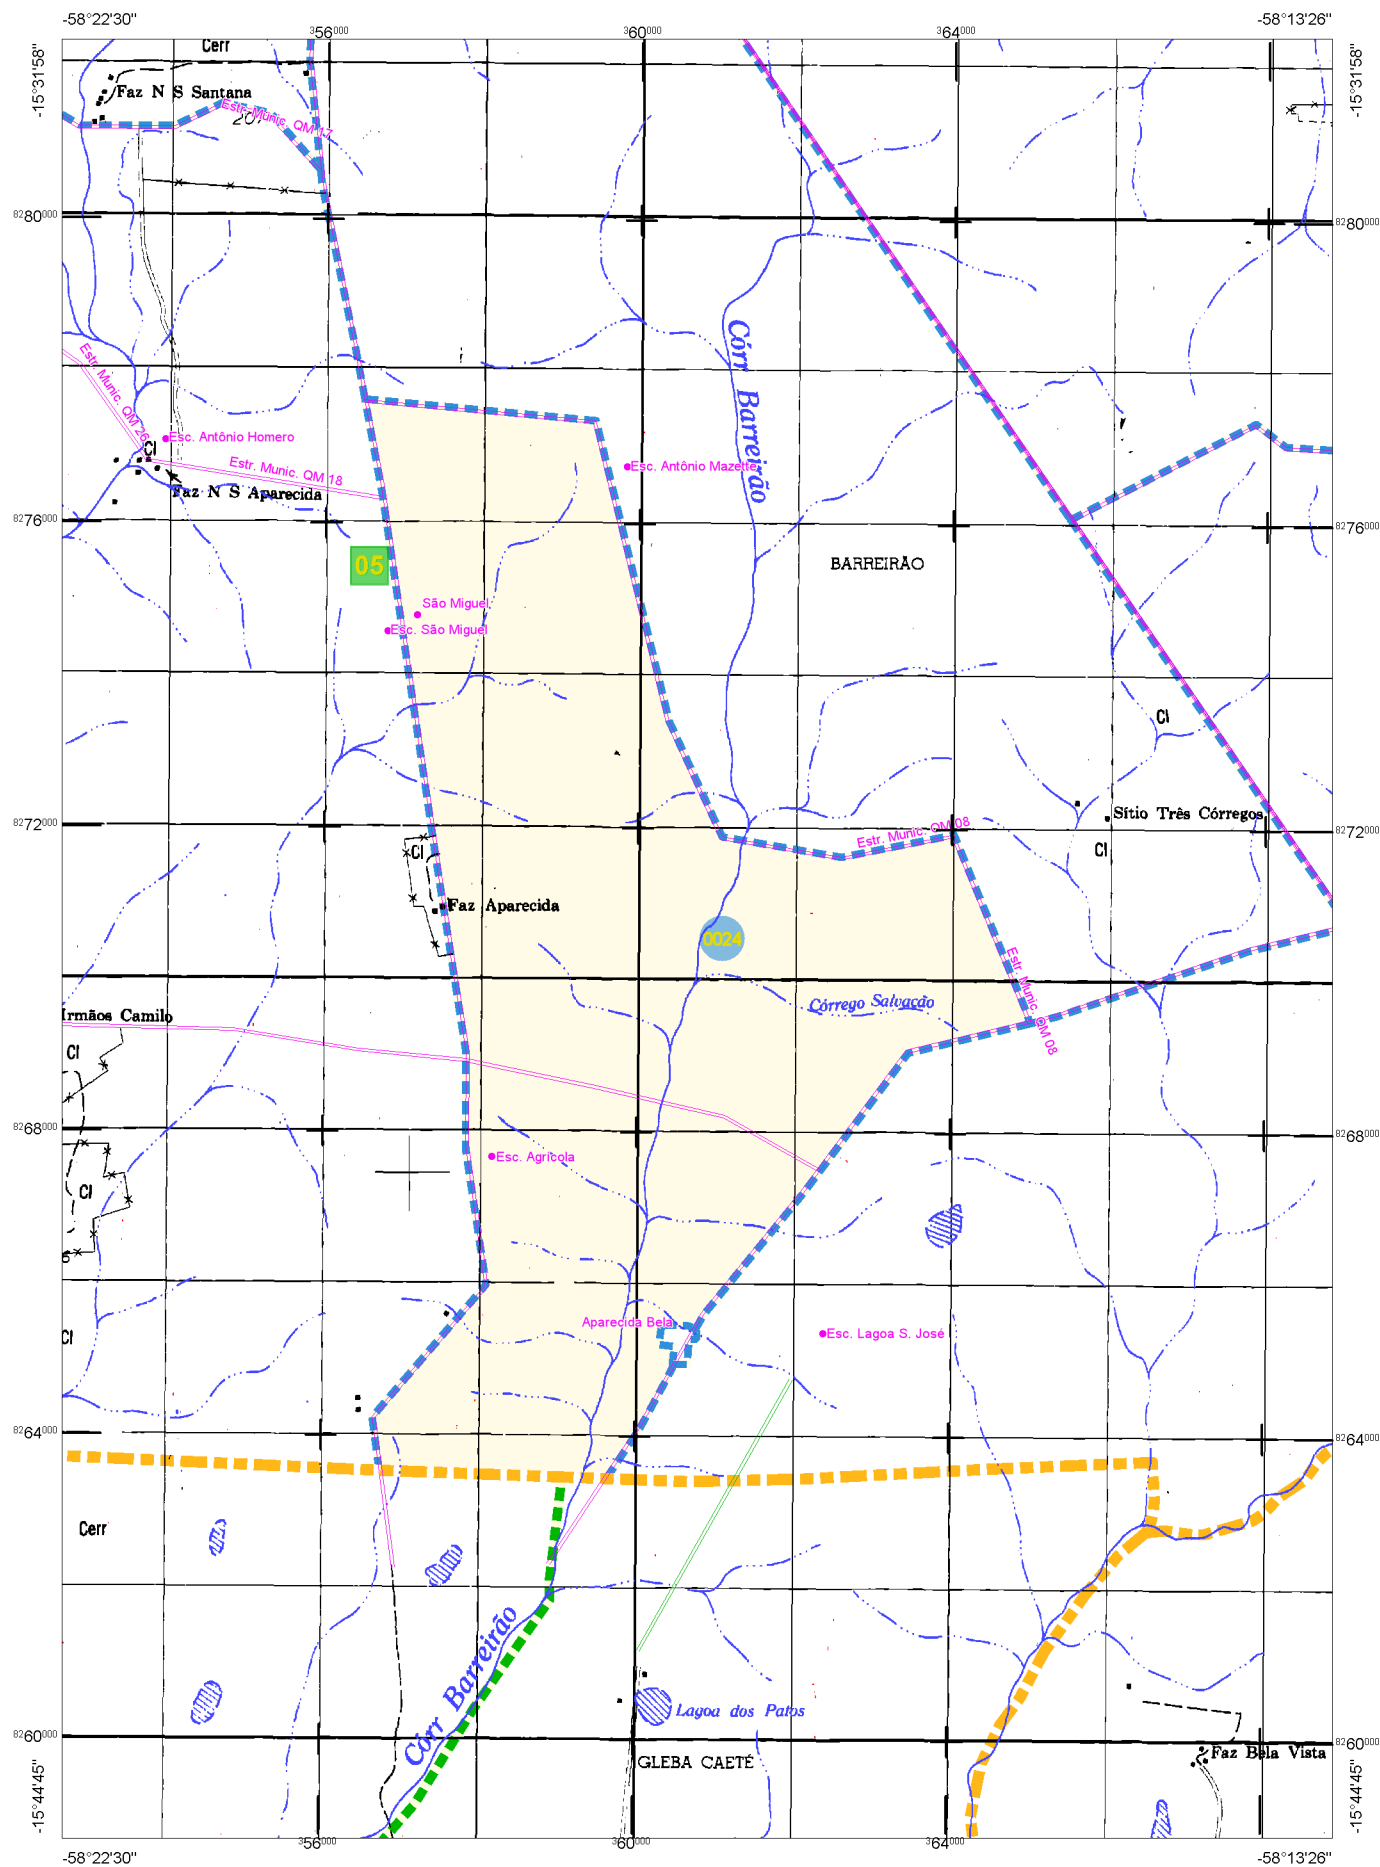 -58°22'30"
-58°13'26"
356000
360000
364000
-15°31'58"
-15°31'58"
Cerr
Faz N S Santana
Estr. Munic. QM 17
8280000
8280000
Córr Barreirão
Estr. Munic. QM 26
Esc. Antônio Homero
Cl
Estr. Munic. QM 18
Faz N S Aparecida
Esc. Antônio Mazette
8276000
8276000
05
BARREIRÃO
São Miguel
Esc. São Miguel
Cl
Sítio Três Córregos
8272000
8272000
Estr. Munic. QM 08
Cl
Cl
Faz Aparecida
0024
Estr. Munic. QM 08
Córrego Salvação
Irmãos Camilo
Cl
8268000
8268000
Esc. Agrícola
Cl
Aparecida Bela
Esc. Lagoa S. José
Cl
8264000
8264000
Cerr
Córr Barreirão
Lagoa dos Patos
8260000
8260000
GLEBA CAETÉ
Faz Bela Vista
-15°44'45"
-15°44'45"
356000
360000
364000
-58°22'30"
-58°13'26"